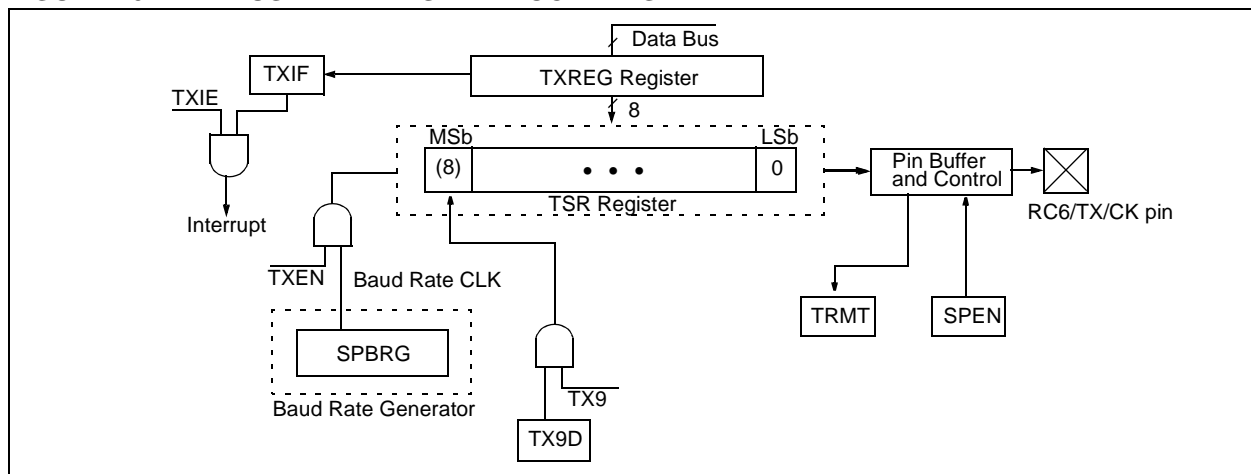 Data Bus
TXIF
TXREG Register
TXIE
8
MSb
LSb
(8)
• • •
0
Pin Buffer
and Control
TSR Register
Interrupt
RC6/TX/CK pin
TXEN
Baud Rate CLK
TRMT
SPEN
SPBRG
TX9
Baud Rate Generator
TX9D